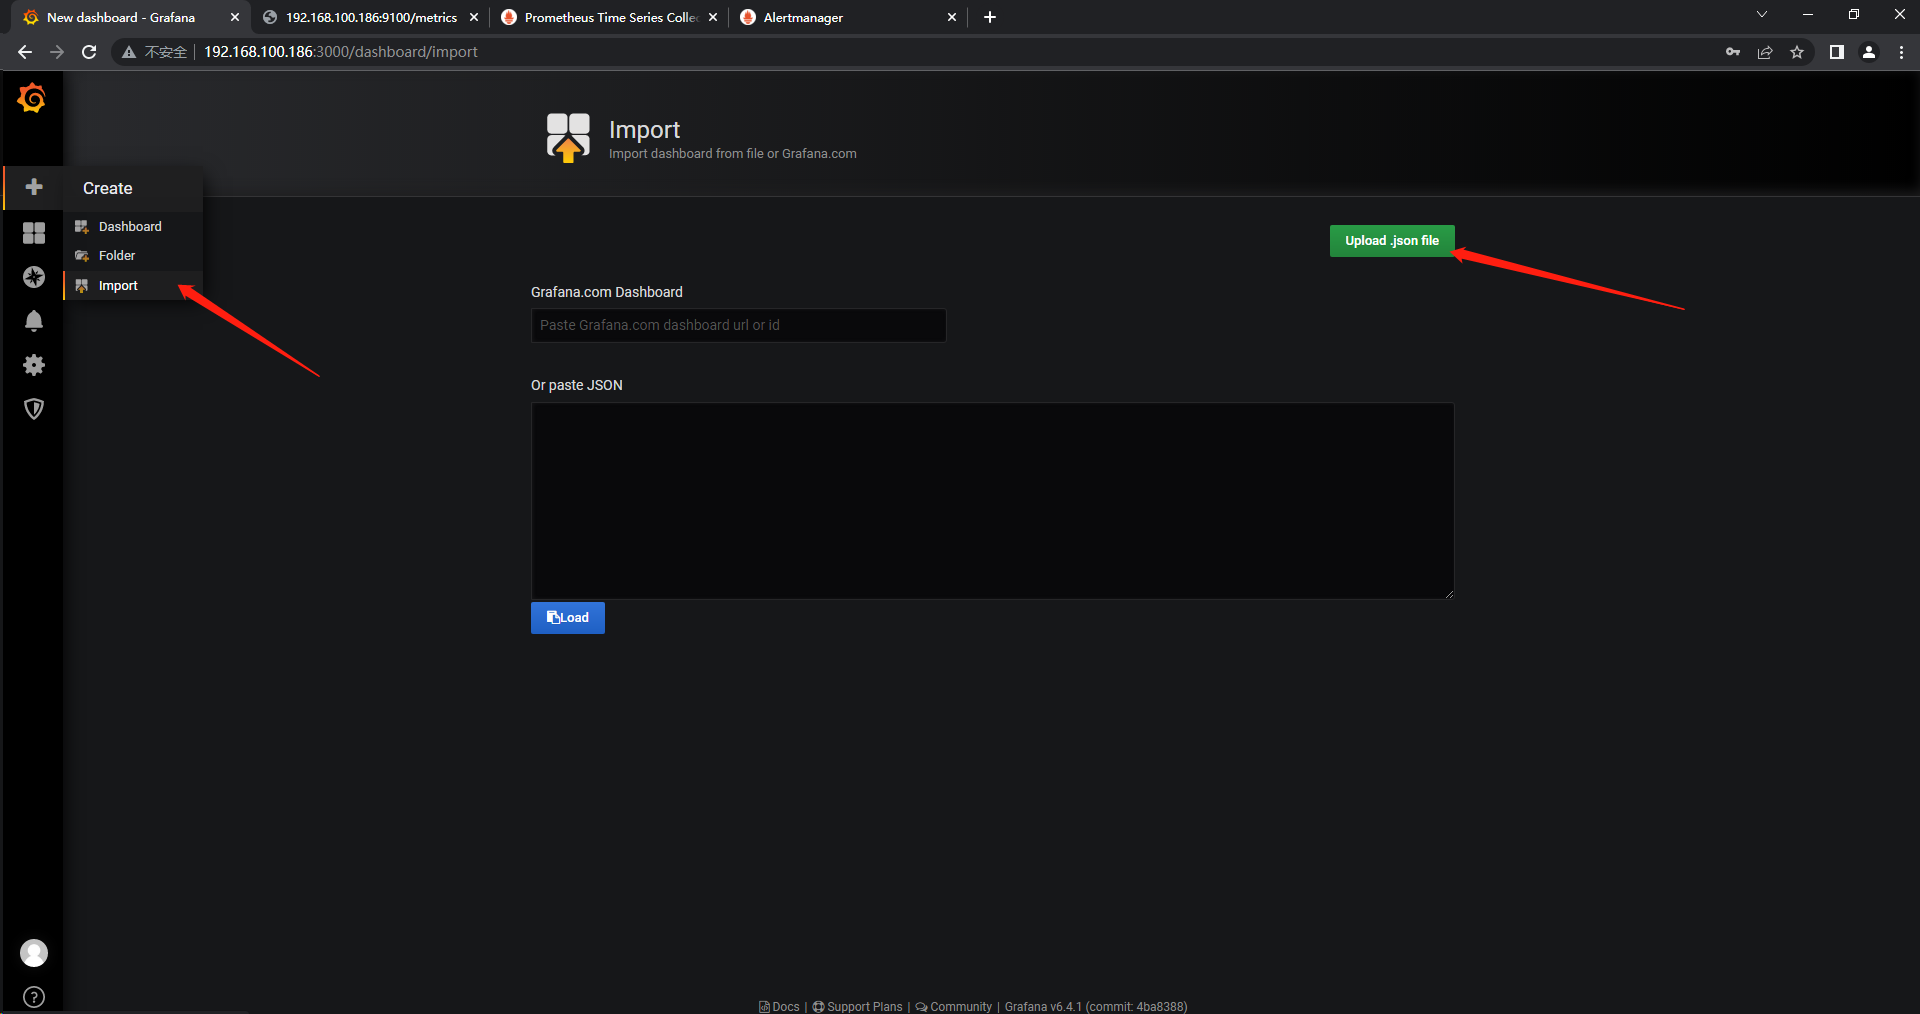 New dashboard - Grafana
192.168.100.186:9100/metrics
Prometheus Time Series Colle
Alertmanager
不安全
192.168.100.186:3000/dashboard/import
Import
Import dashboard from file or Grafana.com
Create
Dashboard
Folder
Import
Upload .json file
Grafana.com Dashboard
Paste Grafana.com dashboard url or id
Or paste JSON
Load
Docs | Support Plans | Community | Grafana v6.4.1 (commit: 4ba8388)